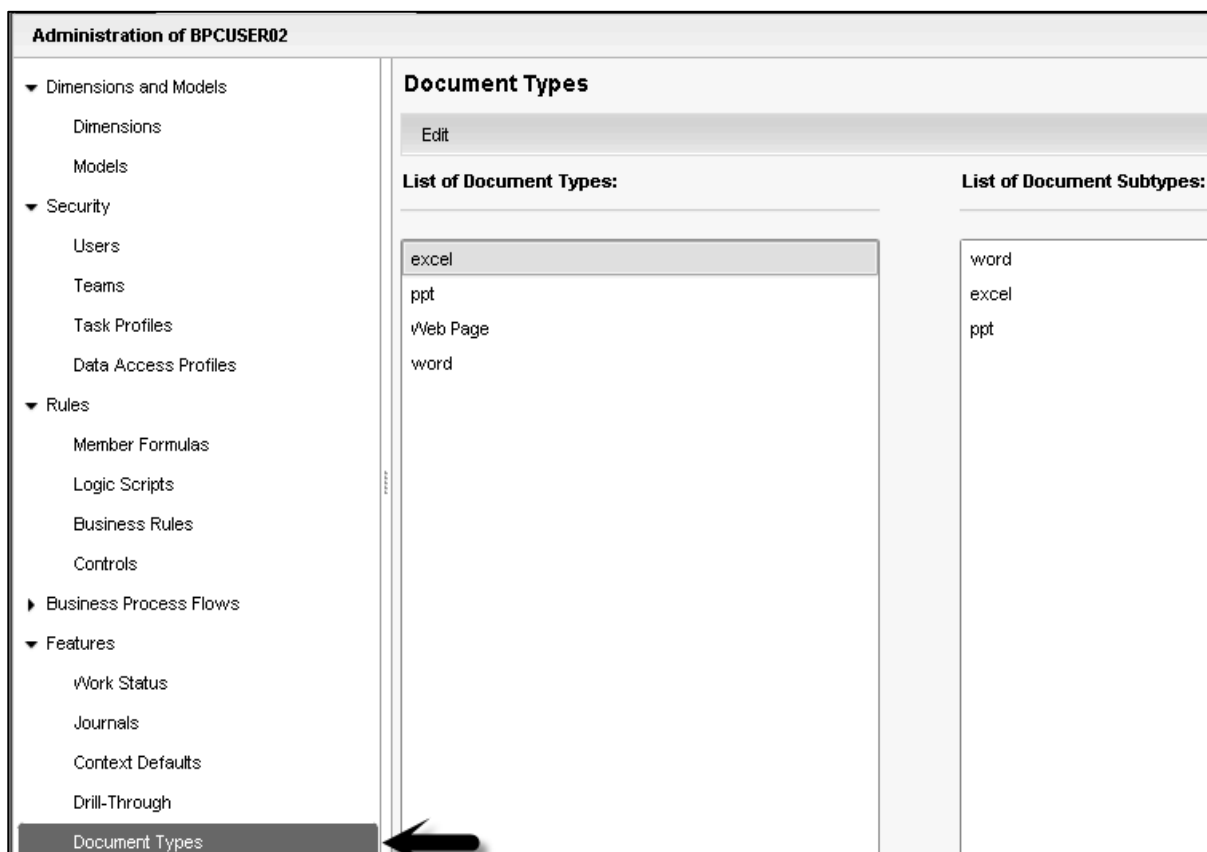 Administration of BPCUSER02
Dimensions and Models
Dimensions
Models
Security
Users
Teams
Task Profiles
Data Access Profiles
Rules
Member Formulas
Logic Scripts
Business Rules
Controls
Business Process Flows
Features
Work Status
Journals
Context Defaults
Drill-Through
Document Types
Document Types
Edit
List of Document Types:
excel
ppt
Web Page
word
List of Document Subtypes:
word
excel
ppt